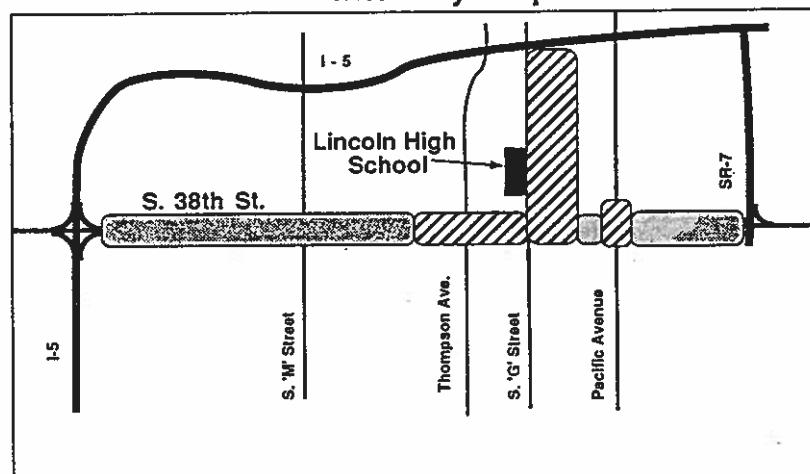 I - 5
Lincoln High
School
SR-7
S. 38th St.
I-5
S. 'M' Street
Thompson Ave.
S. 'G' Street
Pacific Avenue